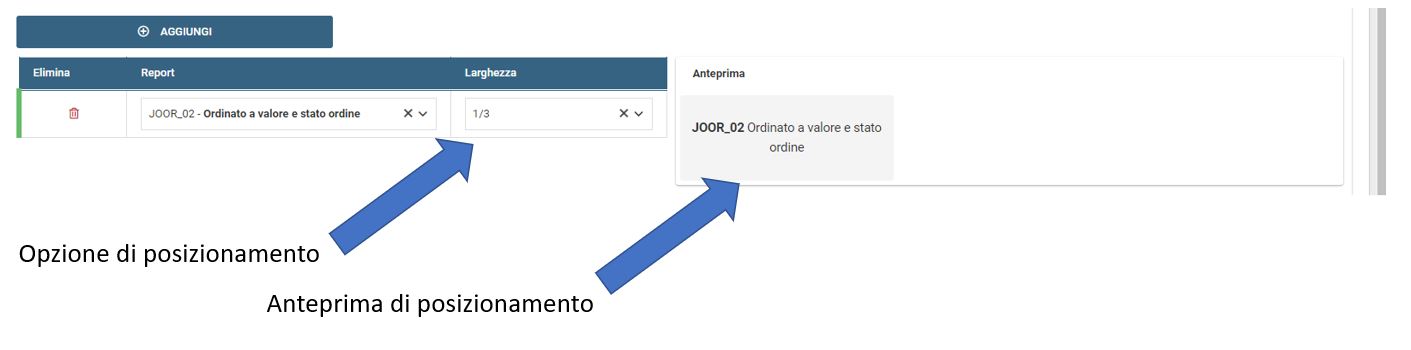 AGGIUNGI
Elimina Report Larghezza
JOOR_02 - Ordinato a valore e stato ordine 1/3
Anteprima
JOOR_02 Ordinato a valore e stato
ordine
Opzione di posizionamento
Anteprima di posizionamento